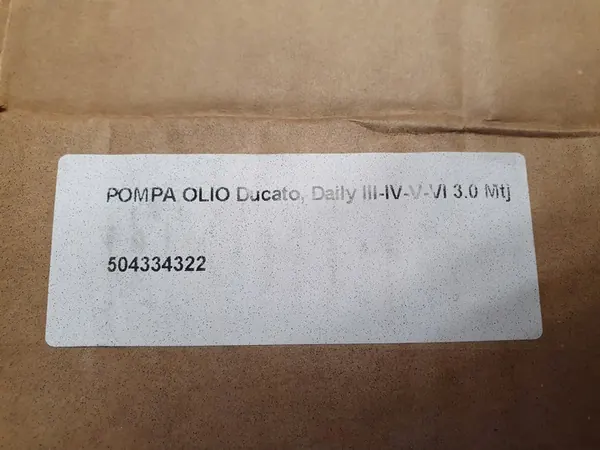 POMPA OLIO Ducato, Daily III-IV-V-VI 3.0 Mtj
504334322